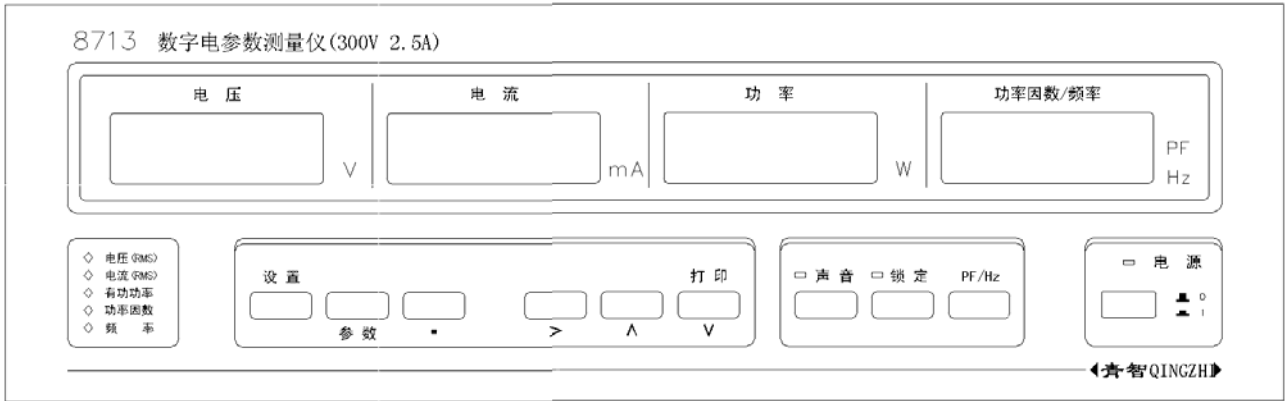 8713 数字电参数测量仪(300V 2.5A)
电 压 电 流 功 率 功率因数/频率
V mA W PF
Hz
◇ 电压(RMS)
◇ 电流(RMS)
◇ 有功功率
◇ 功率因数
◇ 频 率
设置 打印
参数 ▪ > ∧ ∨
声音 锁定 PF/Hz
电 源
0
I
青智QINGZHI